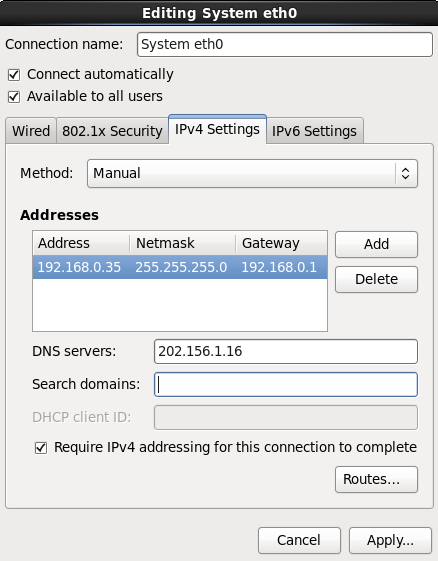 Editing System eth0
Connection name: System eth0
Connect automatically
Available to all users
Wired 802.1x Security IPv4 Settings IPv6 Settings
Method: Manual
Addresses
Address Netmask Gateway Add
192.168.0.35 255.255.255.0 192.168.0.1
Delete
DNS servers: 202.156.1.16
Search domains:
DHCP client ID:
Require IPv4 addressing for this connection to complete
Routes...
Cancel Apply...